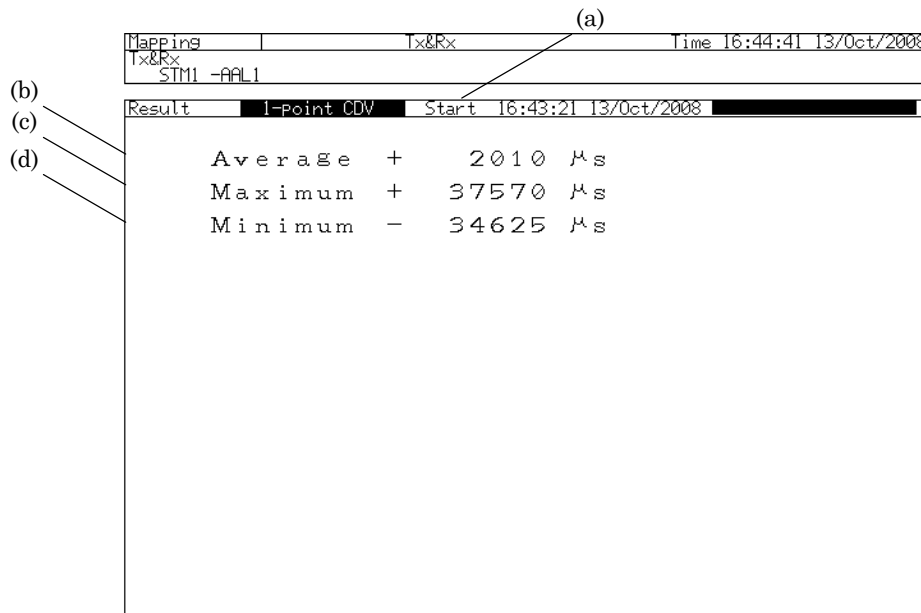 (a)
Mapping Tx&Rx Time 16:44:41 13/Oct/2008
Tx&Rx
STM1 -AAL1
(b)
Result 1-point CDV Start 16:43:21 13/Oct/2008
(c)
(d)
Average + 2010 µs
Maximum + 37570 µs
Minimum - 34625 µs